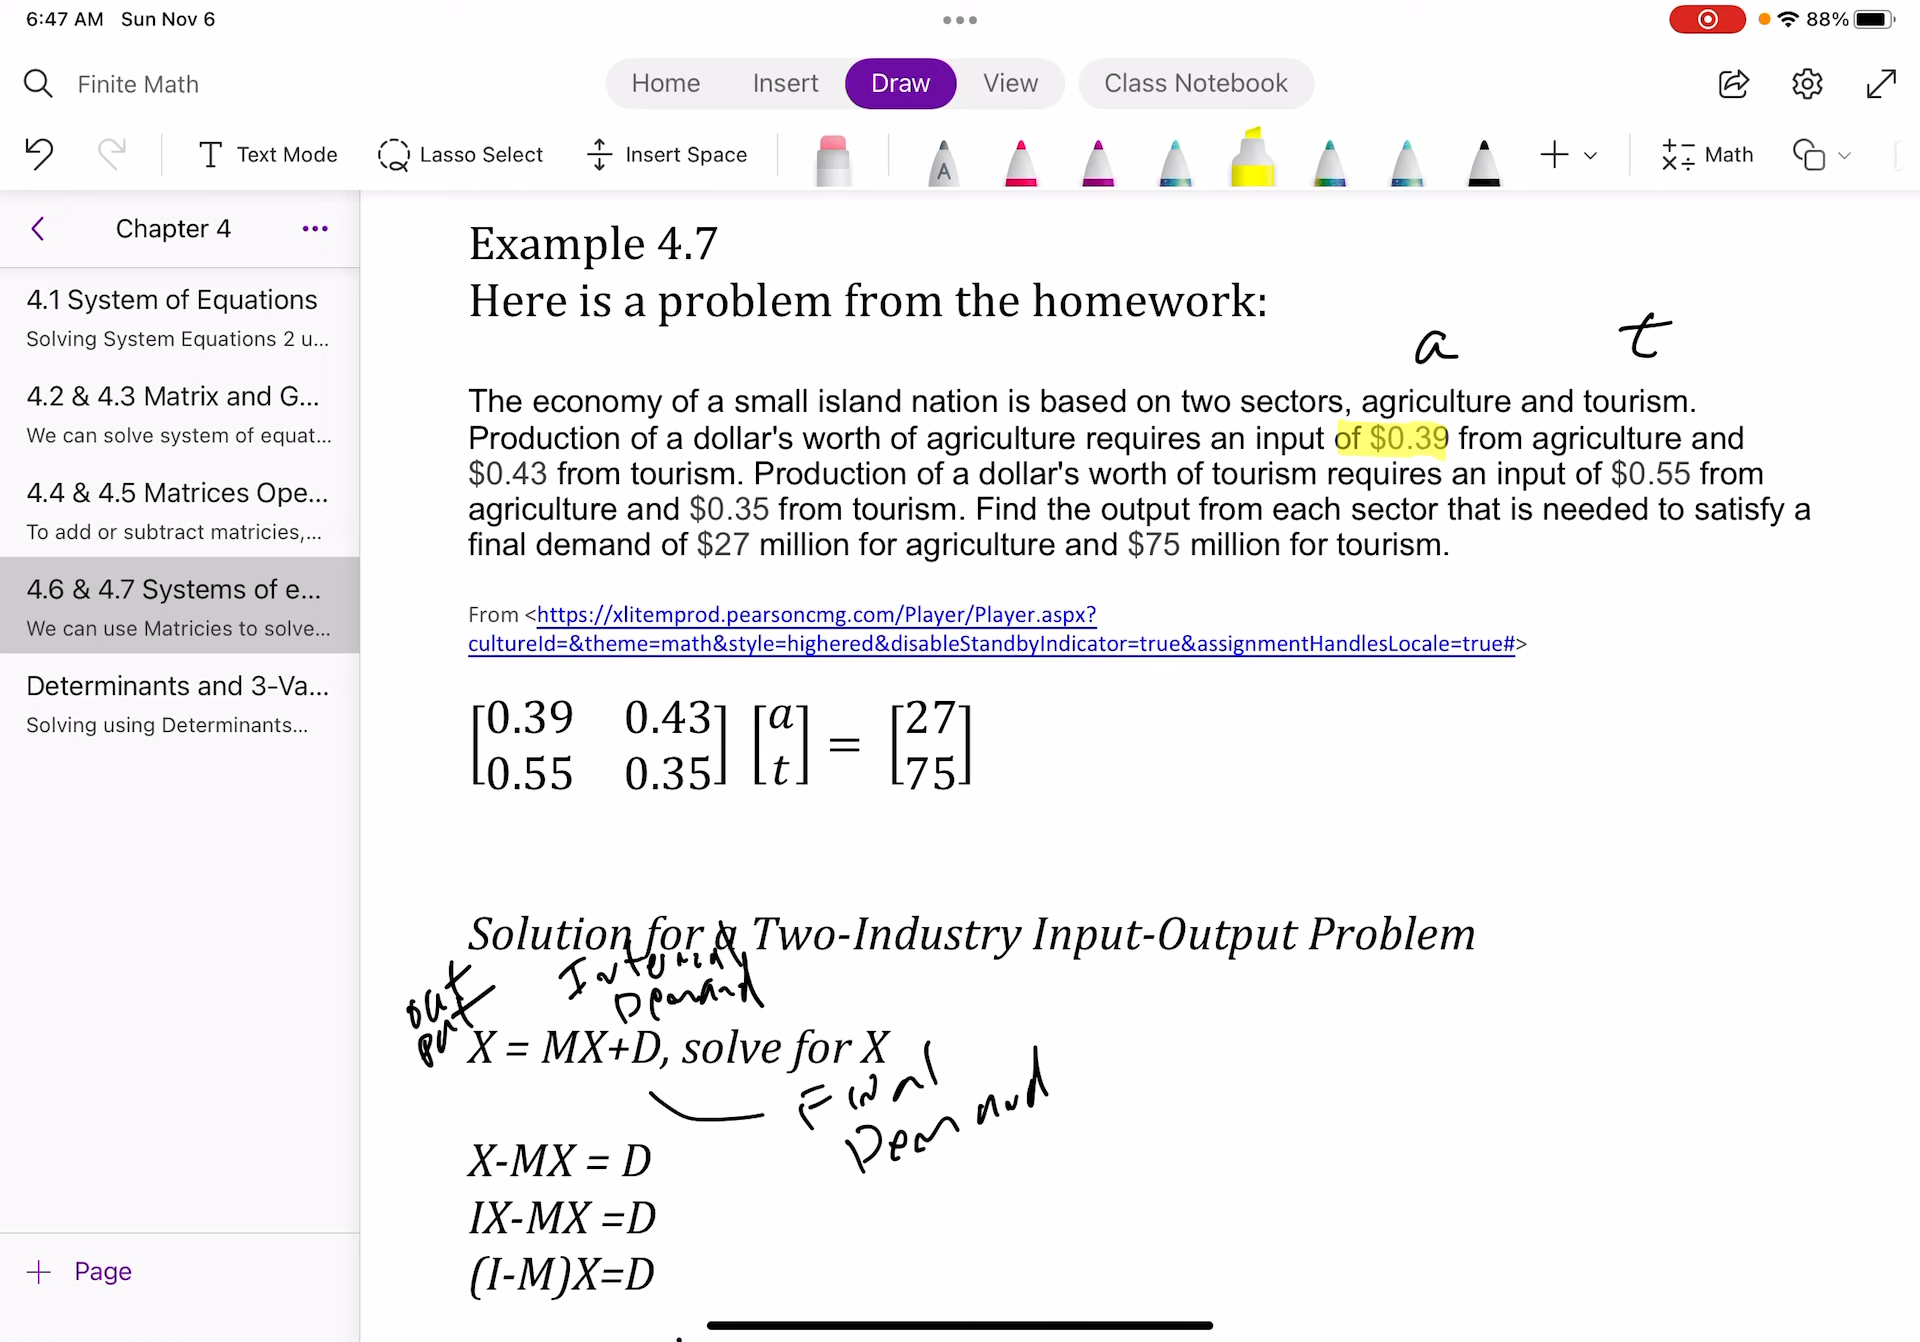 6:47 AM Sun Nov 6
88%
Finite Math
Home Insert Draw View Class Notebook
Text Mode Lasso Select Insert Space A Math
Chapter 4
4.1 System of Equations
Solving System Equations 2 u...
4.2 & 4.3 Matrix and G...
We can solve system of equat...
4.4 & 4.5 Matrices Ope...
To add or subtract matricies,...
4.6 & 4.7 Systems of e...
We can use Matricies to solve...
Determinants and 3-Va...
Solving using Determinants...
+ Page
Example 4.7
Here is a problem from the homework:
a t
The economy of a small island nation is based on two sectors, agriculture and tourism.
Production of a dollar's worth of agriculture requires an input of $0.39 from agriculture and
$0.43 from tourism. Production of a dollar's worth of tourism requires an input of $0.55 from
agriculture and $0.35 from tourism. Find the output from each sector that is needed to satisfy a
final demand of $27 million for agriculture and $75 million for tourism.
From <https://xlitemprod.pearsoncmg.com/Player/Player.aspx?
cultureId=&theme=math&style=highered&disableStandbyIndicator=true&assignmentHandlesLocale=true#>
[0.39 0.43] [a] = [27]
[0.55 0.35] [t] [75]
Solution for a Two-Industry Input-Output Problem
Internal
Demand
out
put
X = MX+D, solve for X
Final
Demand
X-MX = D
IX-MX =D
(I-M)X=D